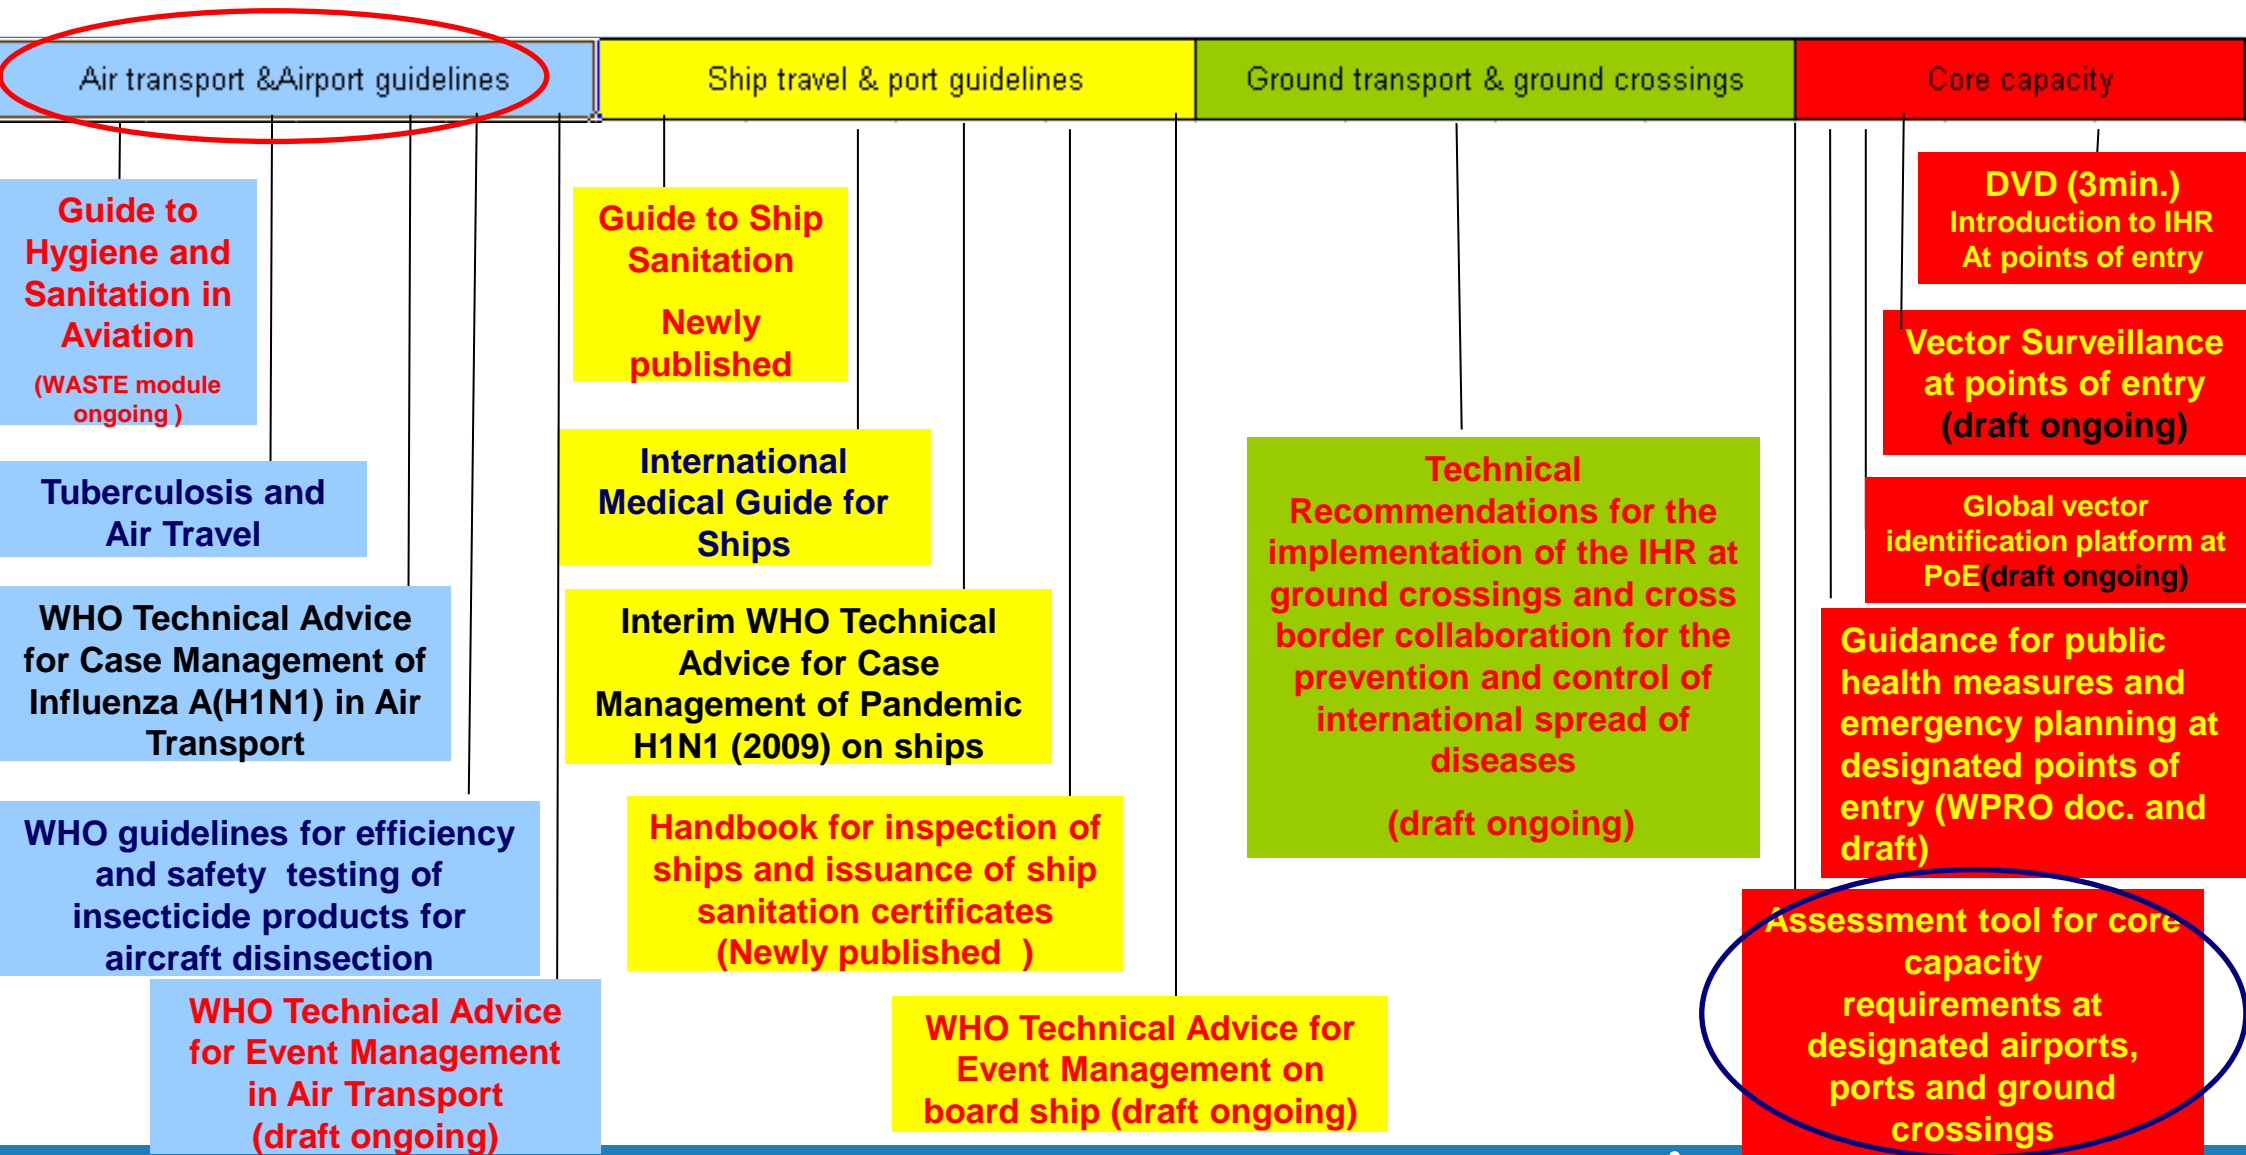 Air transport &Airport guidelines
Ship travel & port guidelines
Ground transport & ground crossings
Core capacity
Guide to
Hygiene and
Sanitation in
Aviation
(WASTE module
ongoing )
Tuberculosis and
Air Travel
WHO Technical Advice
for Case Management of
Influenza A(H1N1) in Air
Transport
WHO guidelines for efficiency
and safety testing of
insecticide products for
aircraft disinsection
WHO Technical Advice
for Event Management
in Air Transport
(draft ongoing)
Guide to Ship
Sanitation
Newly
published
International
Medical Guide for
Ships
Interim WHO Technical
Advice for Case
Management of Pandemic
H1N1 (2009) on ships
Handbook for inspection of
ships and issuance of ship
sanitation certificates
(Newly published )
WHO Technical Advice for
Event Management on
board ship (draft ongoing)
Technical
Recommendations for the
implementation of the IHR at
ground crossings and cross
border collaboration for the
prevention and control of
international spread of
diseases
(draft ongoing)
DVD (3min.)
Introduction to IHR
At points of entry
Vector Surveillance
at points of entry
(draft ongoing)
Global vector
identification platform at
PoE(draft ongoing)
Guidance for public
health measures and
emergency planning at
designated points of
entry (WPRO doc. and
draft)
Assessment tool for core
capacity
requirements at
designated airports,
ports and ground
crossings